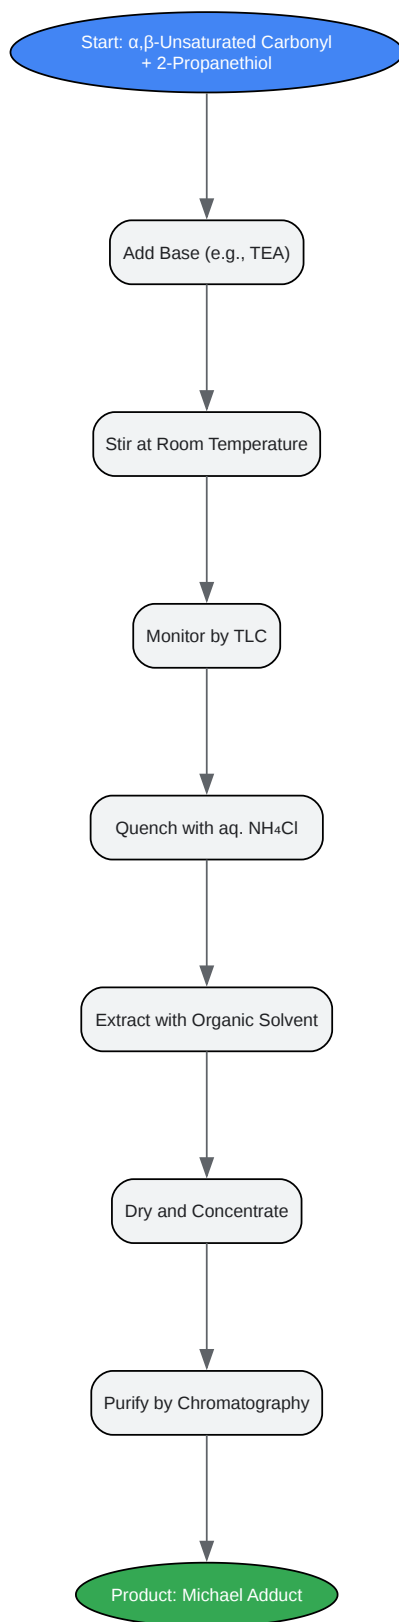 Start: α,β-Unsaturated Carbonyl
+ 2-Propanethiol
Add Base (e.g., TEA)
Stir at Room Temperature
Monitor by TLC
Quench with aq. NH₄Cl
Extract with Organic Solvent
Dry and Concentrate
Purify by Chromatography
Product: Michael Adduct